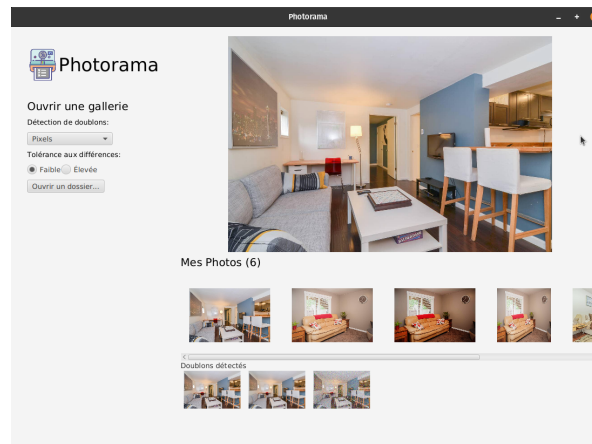 Photorama
Photorama
Ouvrir une gallerie
Détection de doublons:
Pixels
Tolérance aux différences:
Faible Élevée
Ouvrir un dossier...
Mes Photos (6)
Doublons détectés